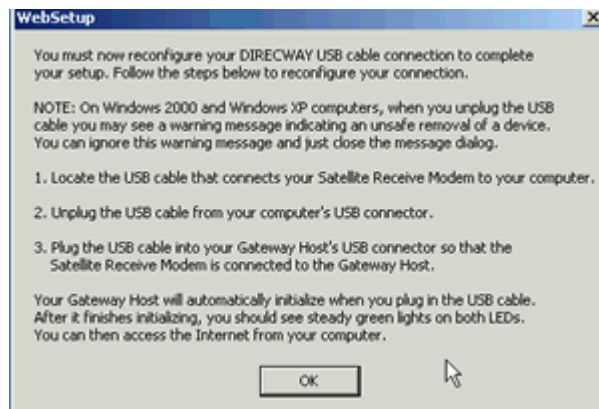 WebSetup
You must now reconfigure your DIRECWAY USB cable connection to complete
your setup. Follow the steps below to reconfigure your connection.
NOTE: On Windows 2000 and Windows XP computers, when you unplug the USB
cable you may see a warning message indicating an unsafe removal of a device.
You can ignore this warning message and just close the message dialog.
1. Locate the USB cable that connects your Satellite Receive Modem to your computer.
2. Unplug the USB cable from your computer's USB connector.
3. Plug the USB cable into your Gateway Host's USB connector so that the
Satellite Receive Modem is connected to the Gateway Host.
Your Gateway Host will automatically initialize when you plug in the USB cable.
After it finishes initializing, you should see steady green lights on both LEDs.
You can then access the Internet from your computer.
OK